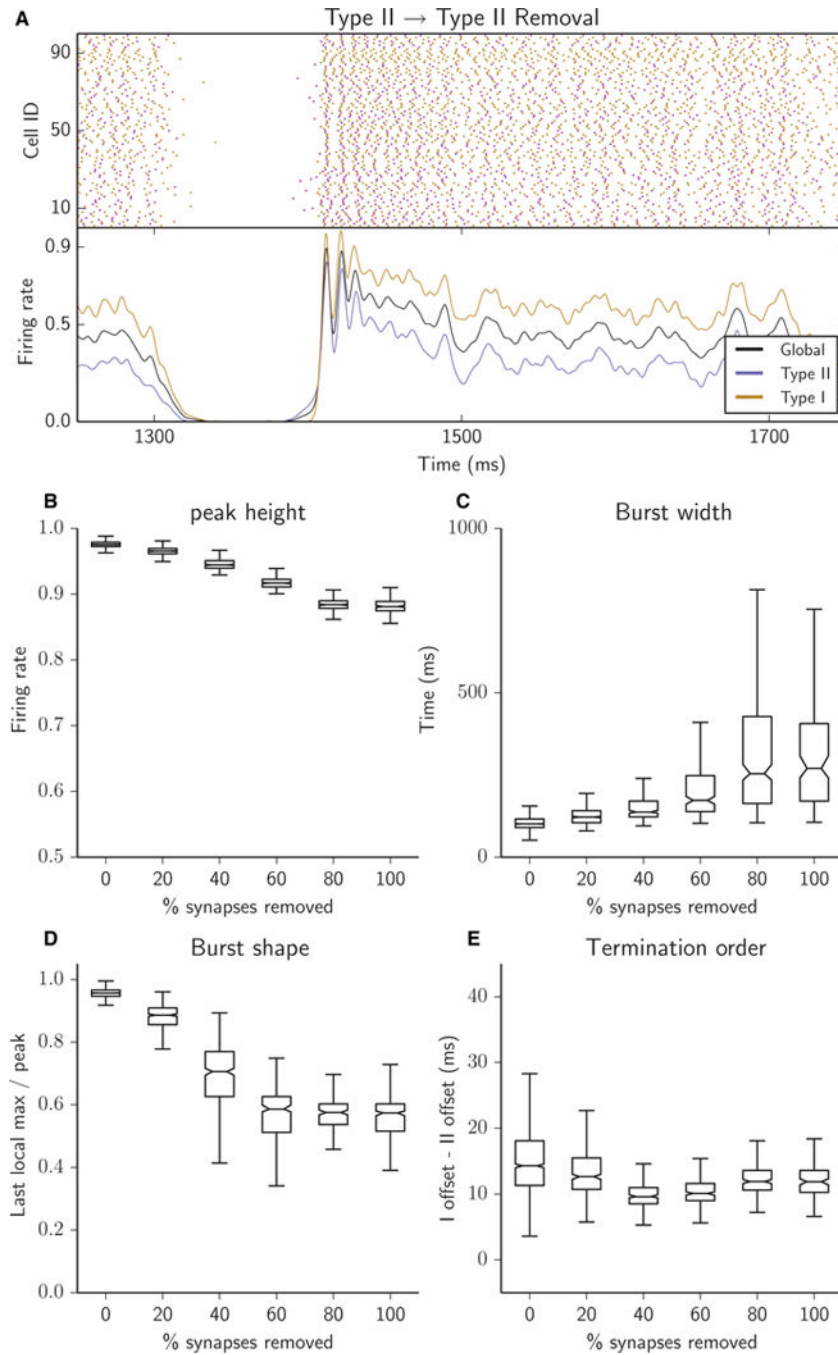 A
Type II → Type II Removal
90
50
10
Cell ID
0.9
0.5
0.0
Firing rate
Global
Type II
Type I
1300
1500
1700
Time (ms)
B
peak height
1.0
0.9
0.8
0.7
0.6
0.5
Firing rate
0
20
40
60
80
100
% synapses removed
C
Burst width
1000
500
0
Time (ms)
0
20
40
60
80
100
% synapses removed
D
Burst shape
1.0
0.8
0.6
0.4
0.2
0.0
Last local max / peak
0
20
40
60
80
100
% synapses removed
E
Termination order
40
30
20
10
0
I offset - II offset (ms)
0
20
40
60
80
100
% synapses removed